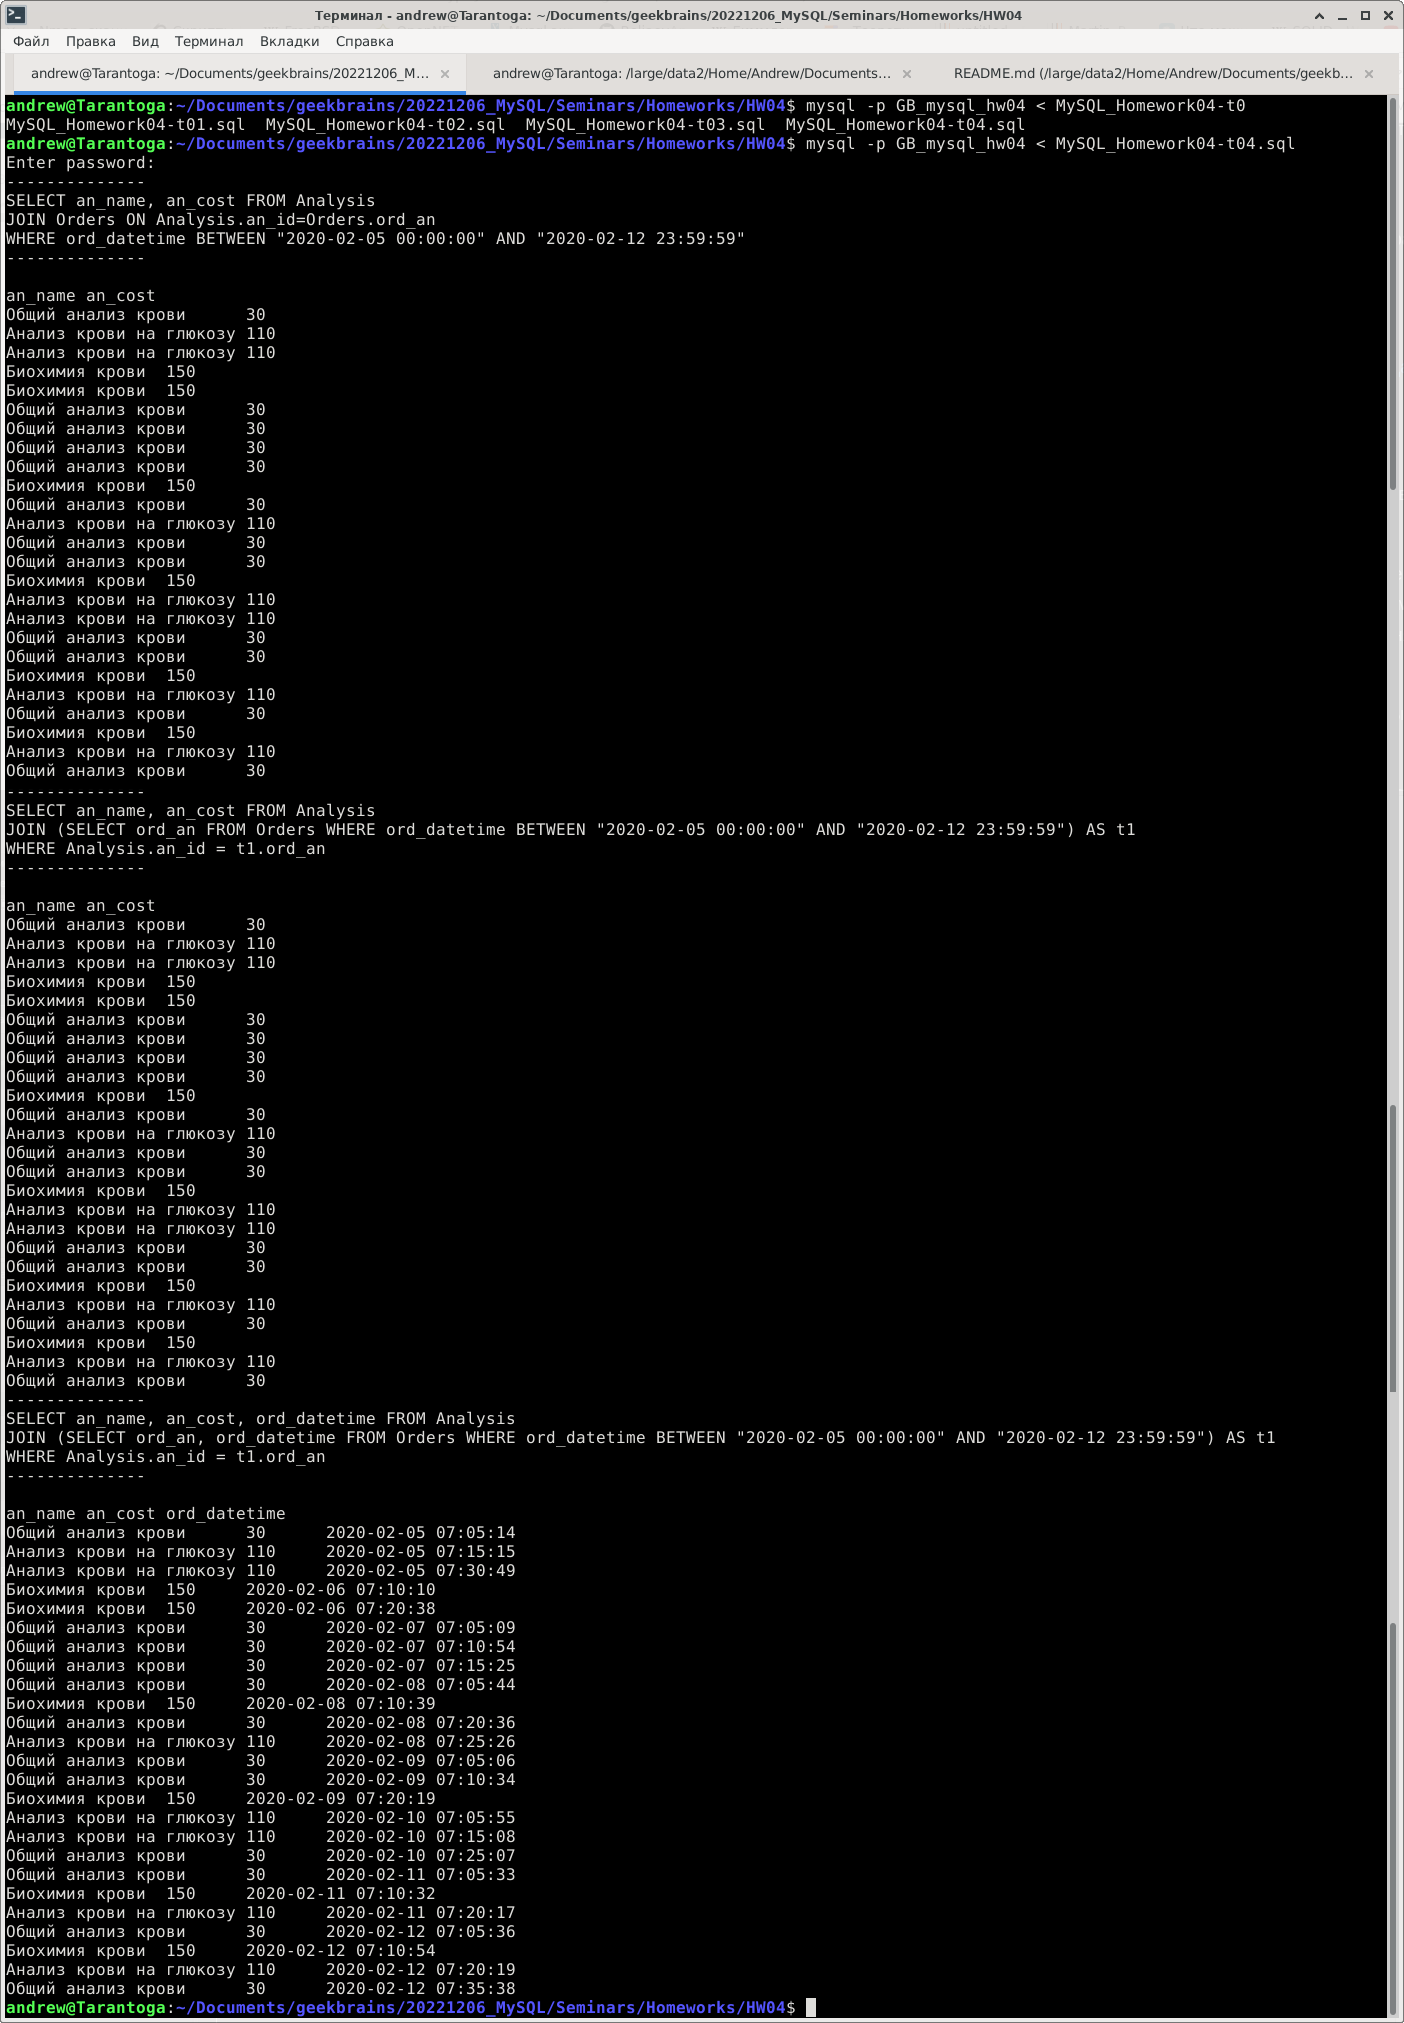 Терминал - andrew@Tarantoga: ~/Documents/geekbrains/20221206_MySQL/Seminars/Homeworks/HW04
Файл Правка Вид Терминал Вкладки Справка
andrew@Tarantoga: ~/Documents/geekbrains/20221206_M... × andrew@Tarantoga: /large/data2/Home/Andrew/Documents... × README.md (/large/data2/Home/Andrew/Documents/geekb... ×
andrew@Tarantoga:~/Documents/geekbrains/20221206_MySQL/Seminars/Homeworks/HW04$ mysql -p GB_mysql_hw04 < MySQL_Homework04-t0
MySQL_Homework04-t01.sql  MySQL_Homework04-t02.sql  MySQL_Homework04-t03.sql  MySQL_Homework04-t04.sql
andrew@Tarantoga:~/Documents/geekbrains/20221206_MySQL/Seminars/Homeworks/HW04$ mysql -p GB_mysql_hw04 < MySQL_Homework04-t04.sql
Enter password:
--------------
SELECT an_name, an_cost FROM Analysis
JOIN Orders ON Analysis.an_id=Orders.ord_an
WHERE ord_datetime BETWEEN "2020-02-05 00:00:00" AND "2020-02-12 23:59:59"
--------------
an_name an_cost
Общий анализ крови 30
Анализ крови на глюкозу 110
Анализ крови на глюкозу 110
Биохимия крови 150
Биохимия крови 150
Общий анализ крови 30
Общий анализ крови 30
Общий анализ крови 30
Общий анализ крови 30
Биохимия крови 150
Общий анализ крови 30
Анализ крови на глюкозу 110
Общий анализ крови 30
Общий анализ крови 30
Биохимия крови 150
Анализ крови на глюкозу 110
Анализ крови на глюкозу 110
Общий анализ крови 30
Общий анализ крови 30
Биохимия крови 150
Анализ крови на глюкозу 110
Общий анализ крови 30
Биохимия крови 150
Анализ крови на глюкозу 110
Общий анализ крови 30
--------------
SELECT an_name, an_cost FROM Analysis
JOIN (SELECT ord_an FROM Orders WHERE ord_datetime BETWEEN "2020-02-05 00:00:00" AND "2020-02-12 23:59:59") AS t1
WHERE Analysis.an_id = t1.ord_an
--------------
an_name an_cost
Общий анализ крови 30
Анализ крови на глюкозу 110
Анализ крови на глюкозу 110
Биохимия крови 150
Биохимия крови 150
Общий анализ крови 30
Общий анализ крови 30
Общий анализ крови 30
Общий анализ крови 30
Биохимия крови 150
Общий анализ крови 30
Анализ крови на глюкозу 110
Общий анализ крови 30
Общий анализ крови 30
Биохимия крови 150
Анализ крови на глюкозу 110
Анализ крови на глюкозу 110
Общий анализ крови 30
Общий анализ крови 30
Биохимия крови 150
Анализ крови на глюкозу 110
Общий анализ крови 30
Биохимия крови 150
Анализ крови на глюкозу 110
Общий анализ крови 30
--------------
SELECT an_name, an_cost, ord_datetime FROM Analysis
JOIN (SELECT ord_an, ord_datetime FROM Orders WHERE ord_datetime BETWEEN "2020-02-05 00:00:00" AND "2020-02-12 23:59:59") AS t1
WHERE Analysis.an_id = t1.ord_an
--------------
an_name an_cost ord_datetime
Общий анализ крови 30 2020-02-05 07:05:14
Анализ крови на глюкозу 110 2020-02-05 07:15:15
Анализ крови на глюкозу 110 2020-02-05 07:30:49
Биохимия крови 150 2020-02-06 07:10:10
Биохимия крови 150 2020-02-06 07:20:38
Общий анализ крови 30 2020-02-07 07:05:09
Общий анализ крови 30 2020-02-07 07:10:54
Общий анализ крови 30 2020-02-07 07:15:25
Общий анализ крови 30 2020-02-08 07:05:44
Биохимия крови 150 2020-02-08 07:10:39
Общий анализ крови 30 2020-02-08 07:20:36
Анализ крови на глюкозу 110 2020-02-08 07:25:26
Общий анализ крови 30 2020-02-09 07:05:06
Общий анализ крови 30 2020-02-09 07:10:34
Биохимия крови 150 2020-02-09 07:20:19
Анализ крови на глюкозу 110 2020-02-10 07:05:55
Анализ крови на глюкозу 110 2020-02-10 07:15:08
Общий анализ крови 30 2020-02-10 07:25:07
Общий анализ крови 30 2020-02-11 07:05:33
Биохимия крови 150 2020-02-11 07:10:32
Анализ крови на глюкозу 110 2020-02-11 07:20:17
Общий анализ крови 30 2020-02-12 07:05:36
Биохимия крови 150 2020-02-12 07:10:54
Анализ крови на глюкозу 110 2020-02-12 07:20:19
Общий анализ крови 30 2020-02-12 07:35:38
andrew@Tarantoga:~/Documents/geekbrains/20221206_MySQL/Seminars/Homeworks/HW04$